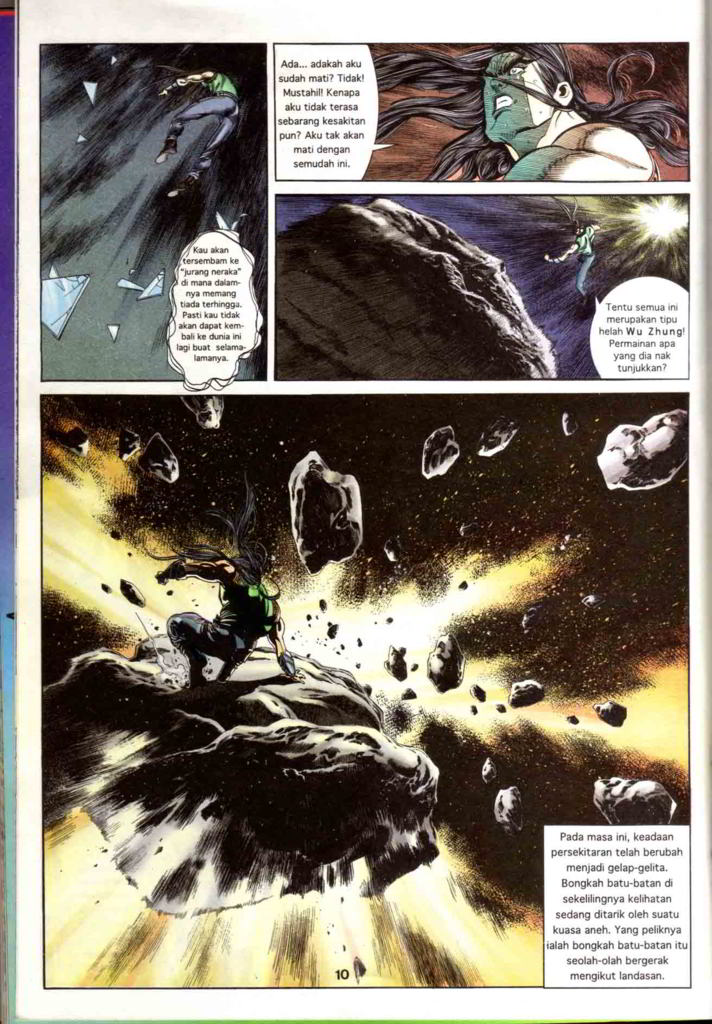 Kau akan
tersembam ke
"jurang neraka"
di mana dalam-
nya memang
tiada terhingga.
Pasti kau tidak
akan dapat kem-
bali ke dunia ini
lagi buat selama-
lamanya.
Ada... adakah aku
sudah mati? Tidak!
Mustahil! Kenapa
aku tidak terasa
sebarang kesakitan
pun? Aku tak akan
mati dengan
semudah ini.
Tentu semua ini
merupakan tipu
helah Wu Zhung!
Permainan apa
yang dia nak
tunjukkan?
Pada masa ini, keadaan
persekitaran telah berubah
menjadi gelap-gelita.
Bongkah batu-batan di
sekelilingnya kelihatan
sedang ditarik oleh suatu
kuasa aneh. Yang peliknya
ialah bongkah batu-batan itu
seolah-olah bergerak
mengikut landasan.
10